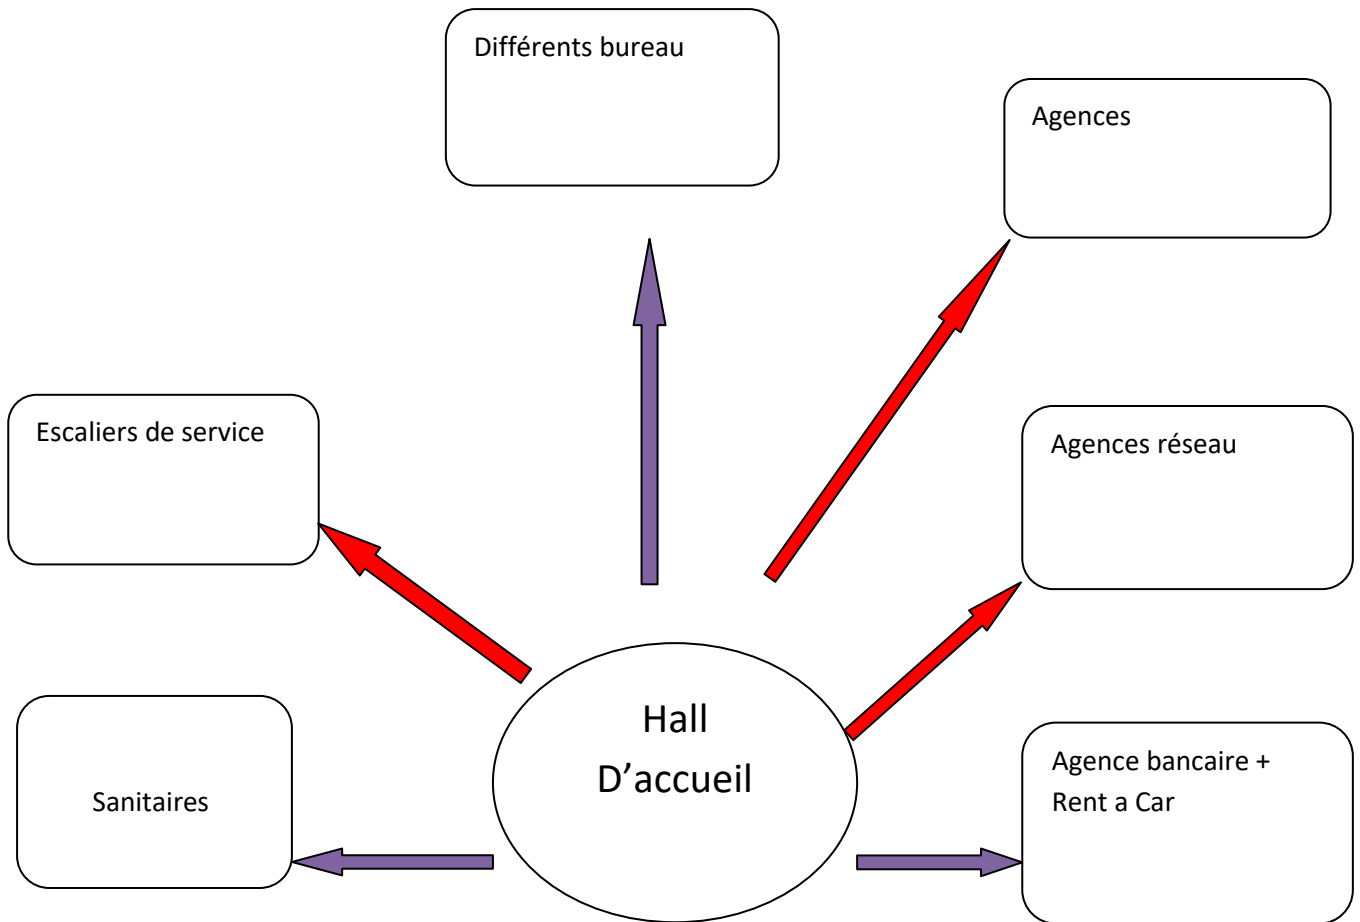 Différents bureau
Agences
Escaliers de service
Agences réseau
Hall
D’accueil
Sanitaires
Agence bancaire +
Rent a Car